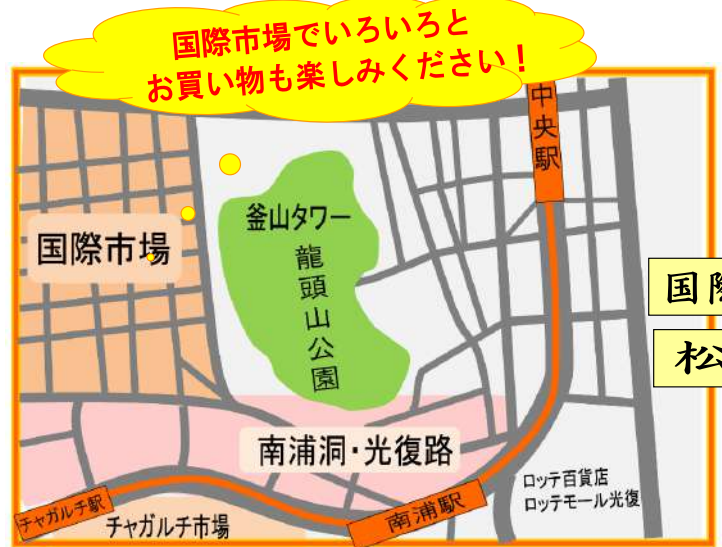 国際市場でいろいろと
お買い物も楽しみください！
中央駅
釜山タワー
国際市場
龍頭山公園
国際
松
南浦洞・光復路
ロッテ百貨店
ロッテモール光復
チャガルチ駅
南浦駅
チャガルチ市場